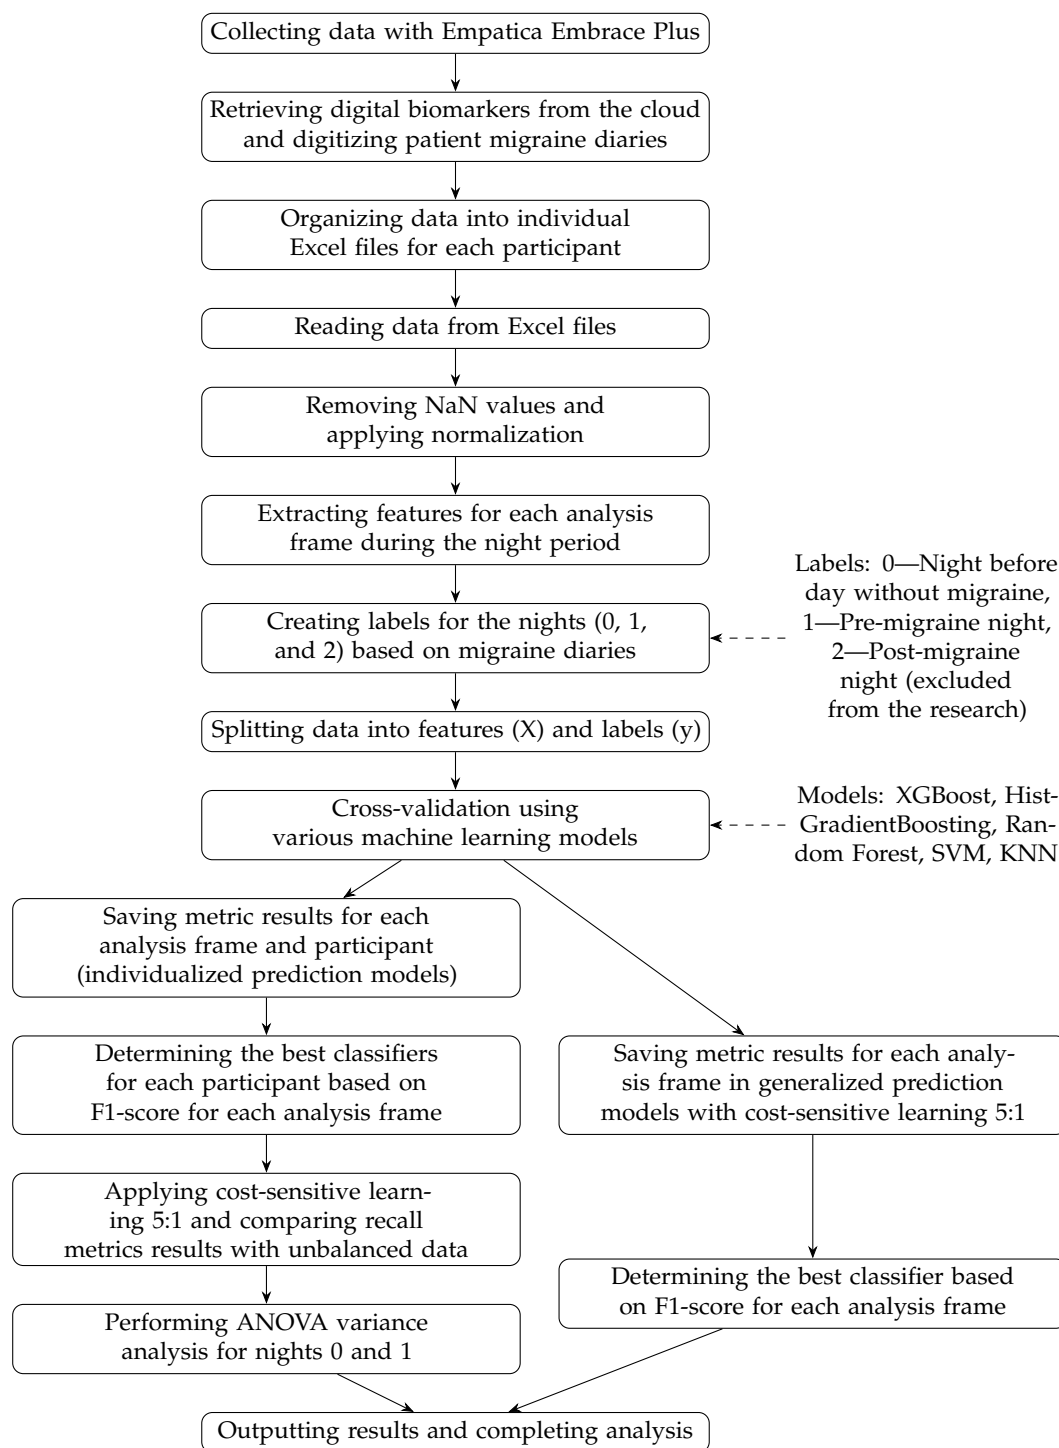 Collecting data with Empatica Embrace Plus
Retrieving digital biomarkers from the cloud
and digitizing patient migraine diaries
Organizing data into individual
Excel files for each participant
Reading data from Excel files
Removing NaN values and
applying normalization
Extracting features for each analysis
frame during the night period
Creating labels for the nights (0, 1,
and 2) based on migraine diaries
Labels: 0—Night before
day without migraine,
1—Pre-migraine night,
2—Post-migraine
night (excluded
from the research)
Splitting data into features (X) and labels (y)
Cross-validation using
various machine learning models
Models: XGBoost, Hist-
GradientBoosting, Ran-
dom Forest, SVM, KNN
Saving metric results for each
analysis frame and participant
(individualized prediction models)
Determining the best classifiers
for each participant based on
F1-score for each analysis frame
Applying cost-sensitive learn-
ing 5:1 and comparing recall
metrics results with unbalanced data
Performing ANOVA variance
analysis for nights 0 and 1
Saving metric results for each analy-
sis frame in generalized prediction
models with cost-sensitive learning 5:1
Determining the best classifier based
on F1-score for each analysis frame
Outputting results and completing analysis